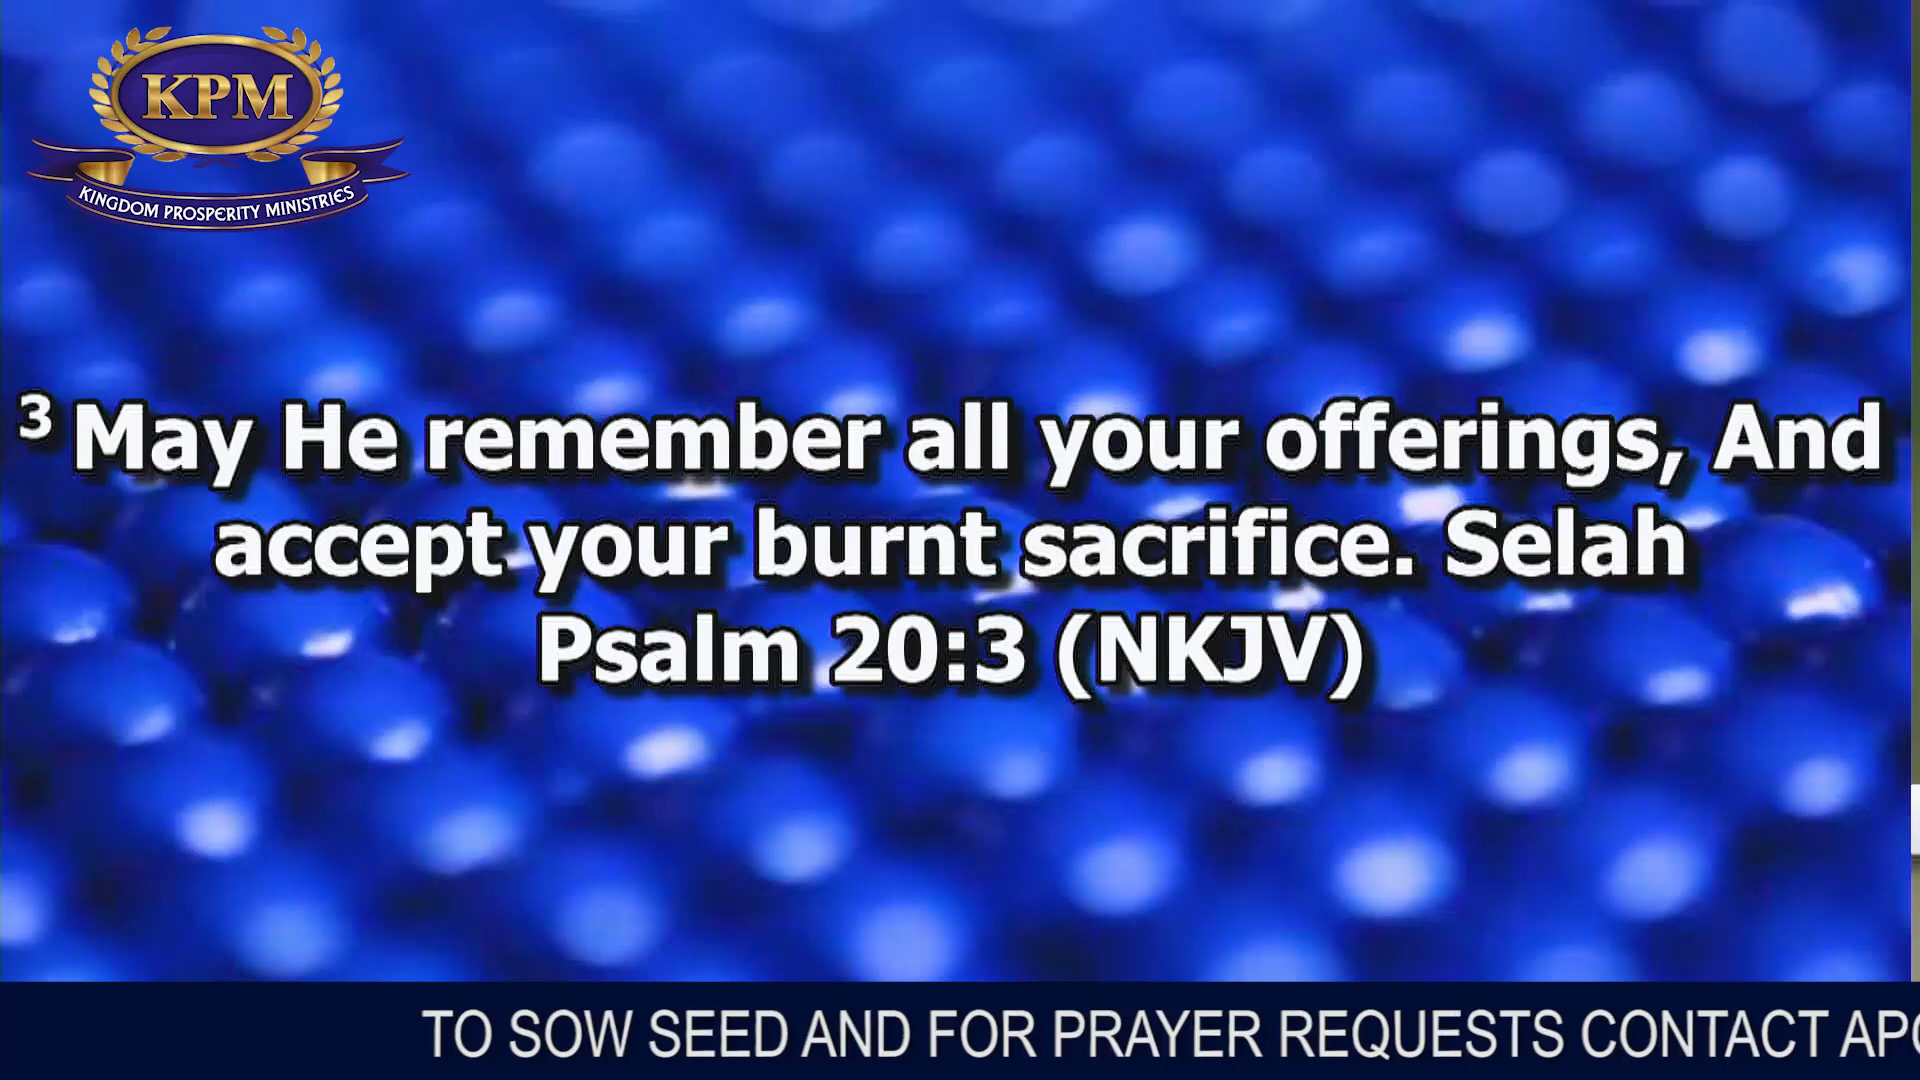 KPM
KINGDOM PROSPERITY MINISTRIES
3 May He remember all your offerings, And
accept your burnt sacrifice. Selah
Psalm 20:3 (NKJV)
TO SOW SEED AND FOR PRAYER REQUESTS CONTACT